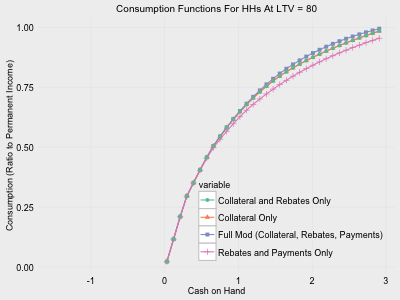 Consumption Functions For HHs At LTV = 80
Consumption (Ratio to Permanent Income)
1.00
0.75
0.50
0.25
0.00
variable
Collateral and Rebates Only
Collateral Only
Full Mod (Collateral, Rebates, Payments)
Rebates and Payments Only
-1
0
1
2
3
Cash on Hand